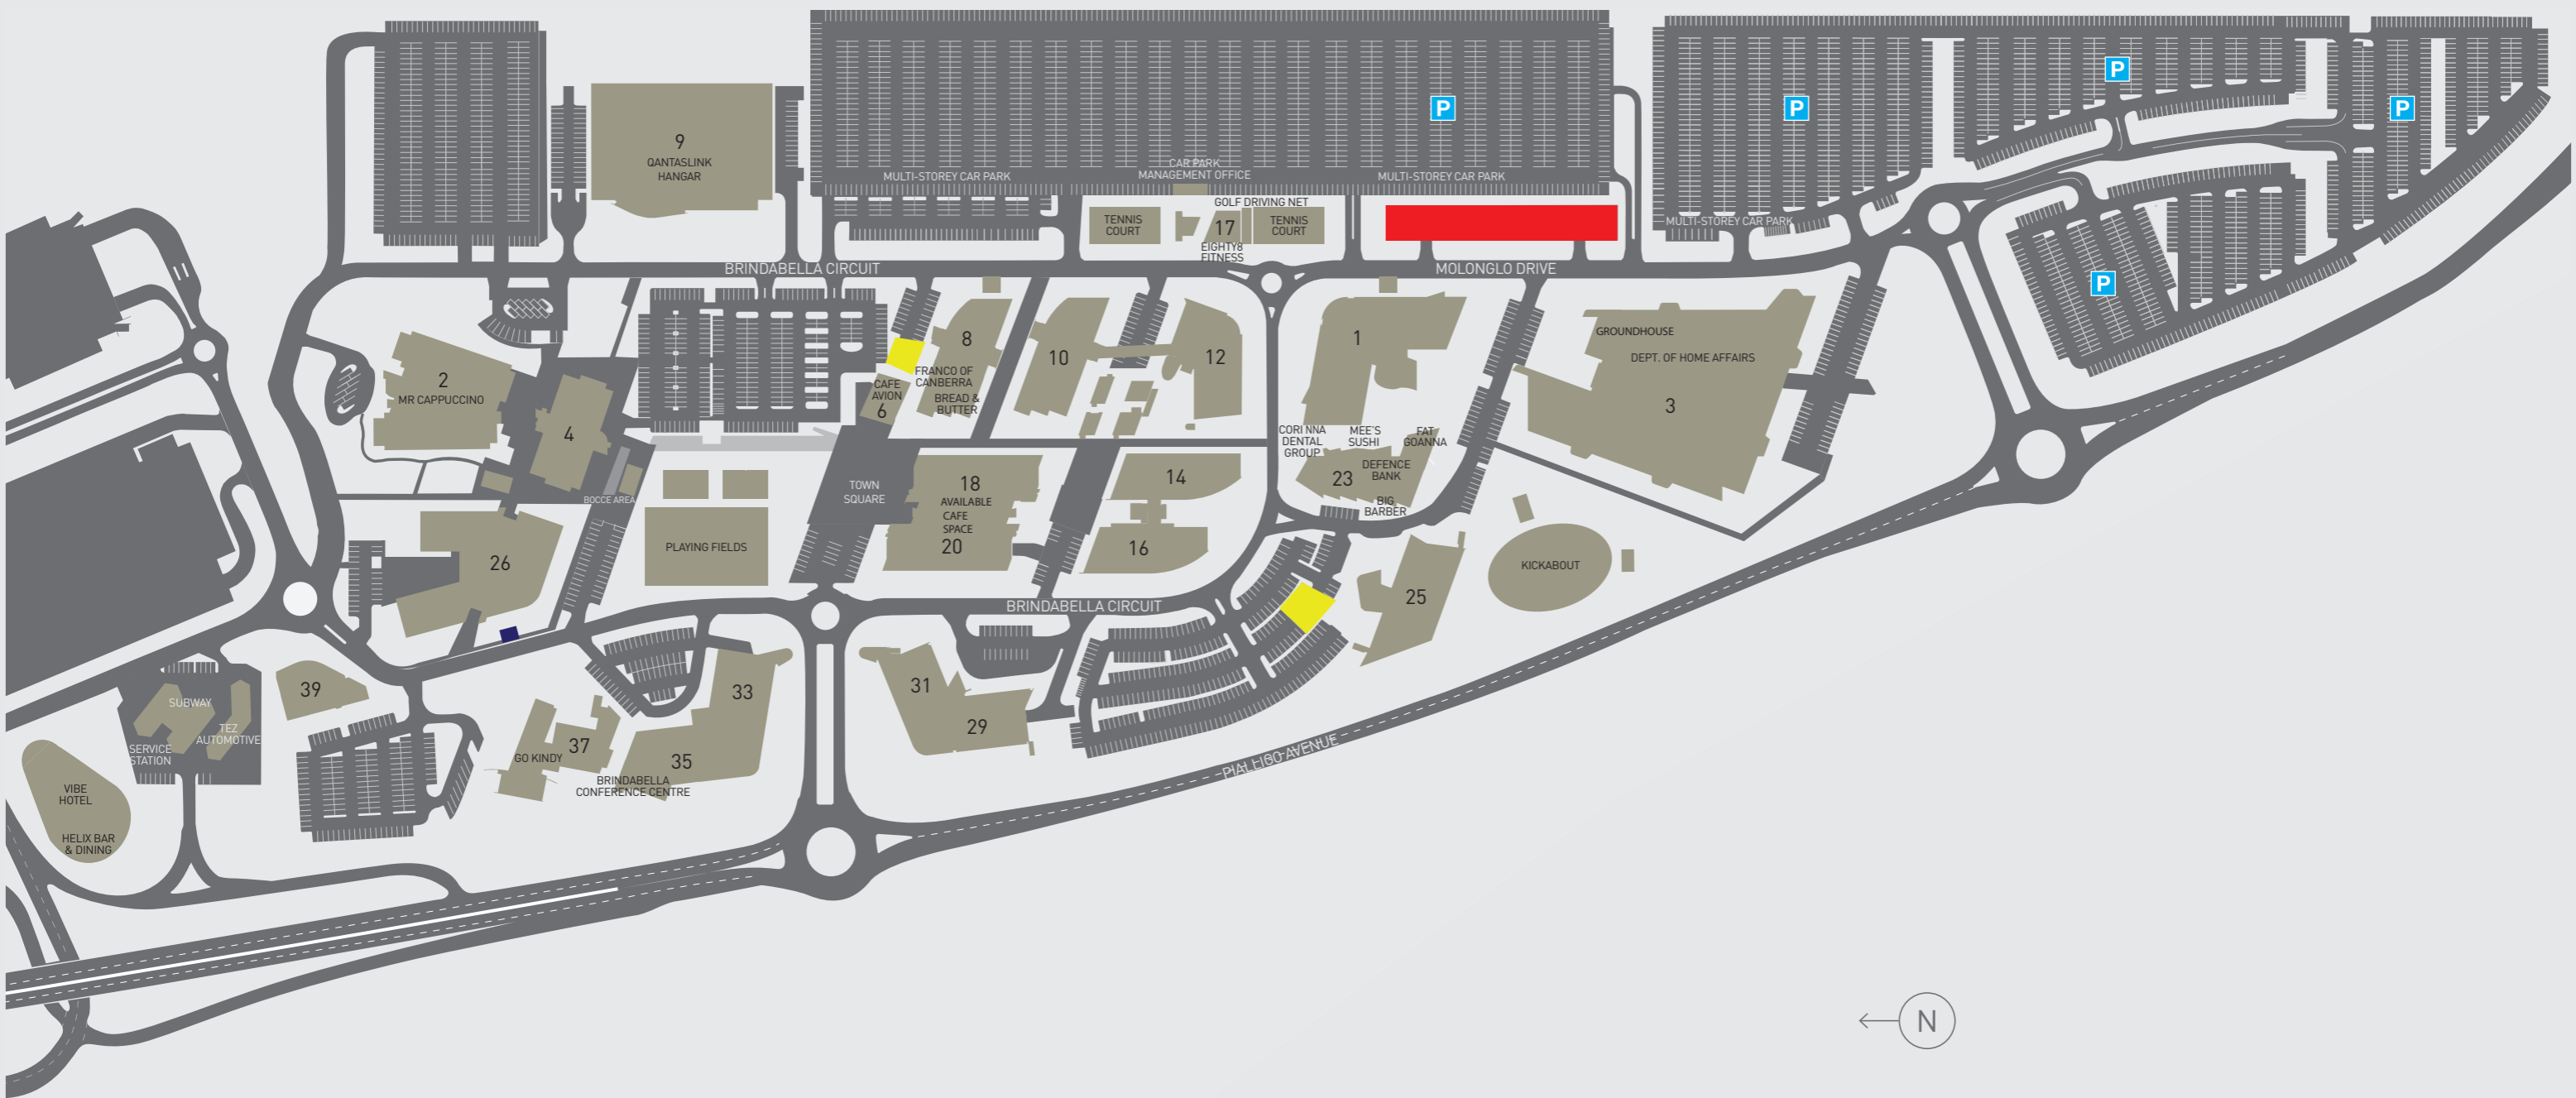 P
P
P
P
9
QANTASLINK
HANGAR
MULTI-STOREY CAR PARK
CAR PARK
MANAGEMENT OFFICE
MULTI-STOREY CAR PARK
GOLF DRIVING NET
TENNIS
COURT
17
TENNIS
COURT
EIGHTY8
FITNESS
MULTI-STOREY CAR PARK
BRINDABELLA CIRCUIT
MOLONGLO DRIVE
P
2
MR CAPPUCCINO
4
8
FRANCO OF
CANBERRA
BREAD &
BUTTER
CAFE
AVION
6
10
12
1
GROUNDHOUSE
DEPT. OF HOME AFFAIRS
3
CORI NNA
DENTAL
GROUP
MEE'S
SUSHI
FAT
GOANNA
DEFENCE
BANK
23
BIG
BARBER
BOCCE AREA
TOWN
SQUARE
18
AVAILABLE
CAFE
SPACE
20
14
16
26
PLAYING FIELDS
25
KICKABOUT
BRINDABELLA CIRCUIT
39
SUBWAY
TEZ
AUTOMOTIVE
SERVICE
STATION
VIBE
HOTEL
HELIX BAR
& DINING
GO KINDY
37
33
35
BRINDABELLA
CONFERENCE CENTRE
31
29
PIALLIGO AVENUE
N